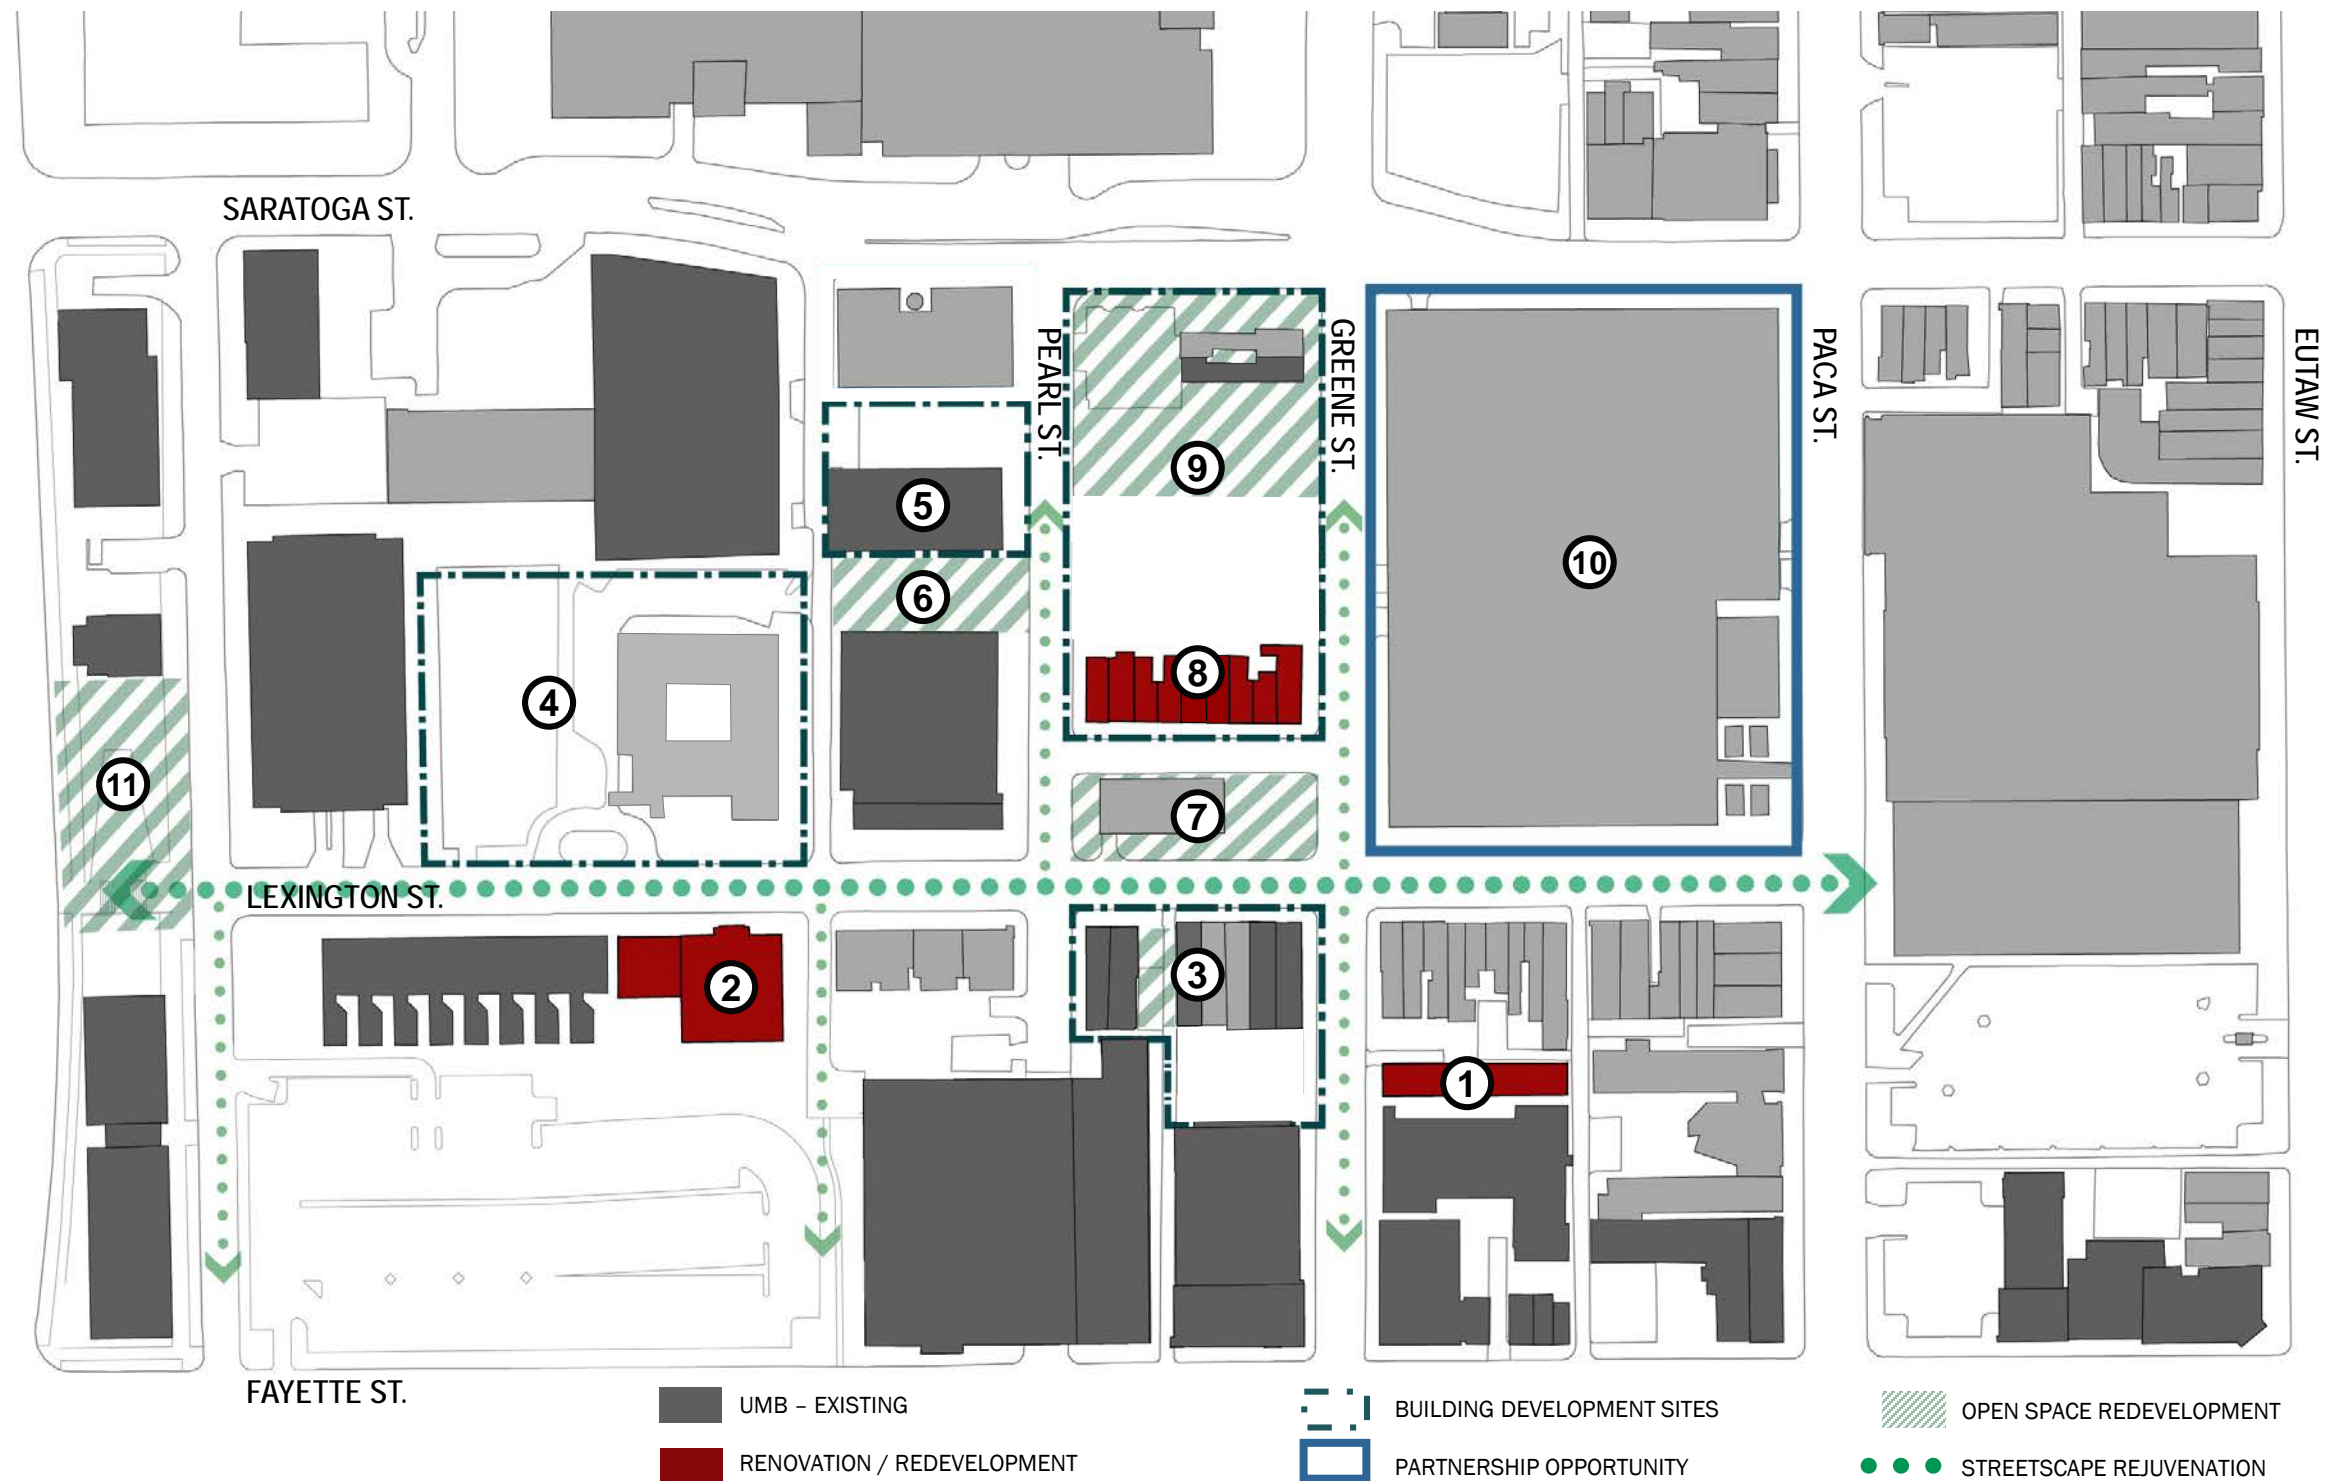 SARATOGA ST.
PEARL ST.
GREENE ST.
PACA ST.
EUTAW ST.
9
5
10
6
8
4
11
7
LEXINGTON ST.
3
2
1
FAYETTE ST.
UMB – EXISTING
BUILDING DEVELOPMENT SITES
OPEN SPACE REDEVELOPMENT
RENOVATION / REDEVELOPMENT
PARTNERSHIP OPPORTUNITY
STREETSCAPE REJUVENATION